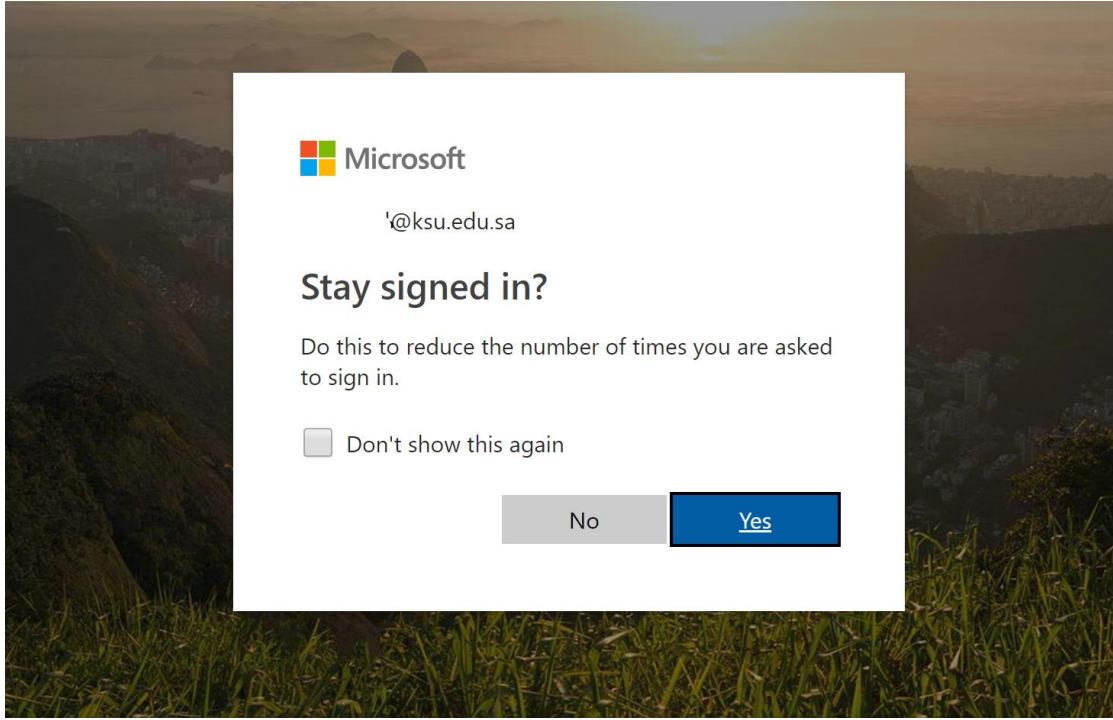 Microsoft
@ksu.edu.sa
Stay signed in?
Do this to reduce the number of times you are asked
to sign in.
Don't show this again
No Yes